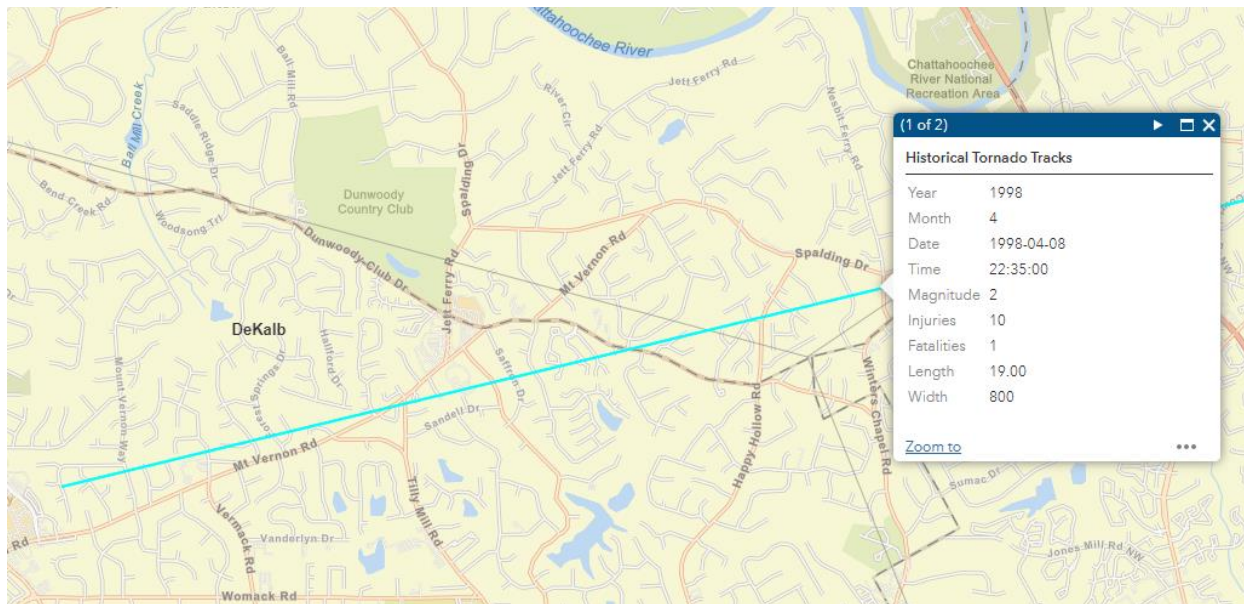 Chattahoochee River
Ball Mill Rd
Ball Mill Creek
Saddle Ridge Dr
Bend Creek Rd
Woodsong Trl
Dunwoody
Country Club
Dunwoody Club Dr
Spalding Dr
Jett Ferry Rd
River Cir
Jett Ferry Rd
Jett Ferry Rd
Nesbit Ferry Rd
Chattahoochee
River National
Recreation Area
Mt Vernon Rd
Spalding Dr
DeKalb
Hallford Dr
Forest Springs Dr
Mount Vernon Way
Saffron Dr
Sandell Dr
Mt Vernon Rd
Happy Hollow Rd
Winters Chapel Rd
Tilly Mill Rd
Vermack Rd
Vanderlyn Dr
Womack Rd
Rd
Sumac Dr
Jones Mill Rd NW
NW
(1 of 2)
Historical Tornado Tracks
Year 1998
Month 4
Date 1998-04-08
Time 22:35:00
Magnitude 2
Injuries 10
Fatalities 1
Length 19.00
Width 800
Zoom to